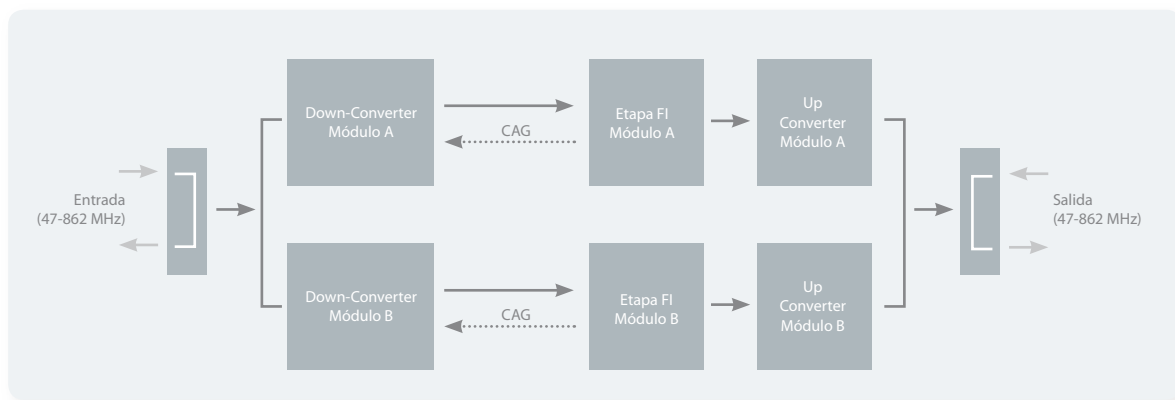 Entrada
(47-862 MHz)
Down-Converter
Módulo A
CAG
Etapa FI
Módulo A
Up
Converter
Módulo A
Down-Converter
Módulo B
CAG
Etapa FI
Módulo B
Up
Converter
Módulo B
Salida
(47-862 MHz)